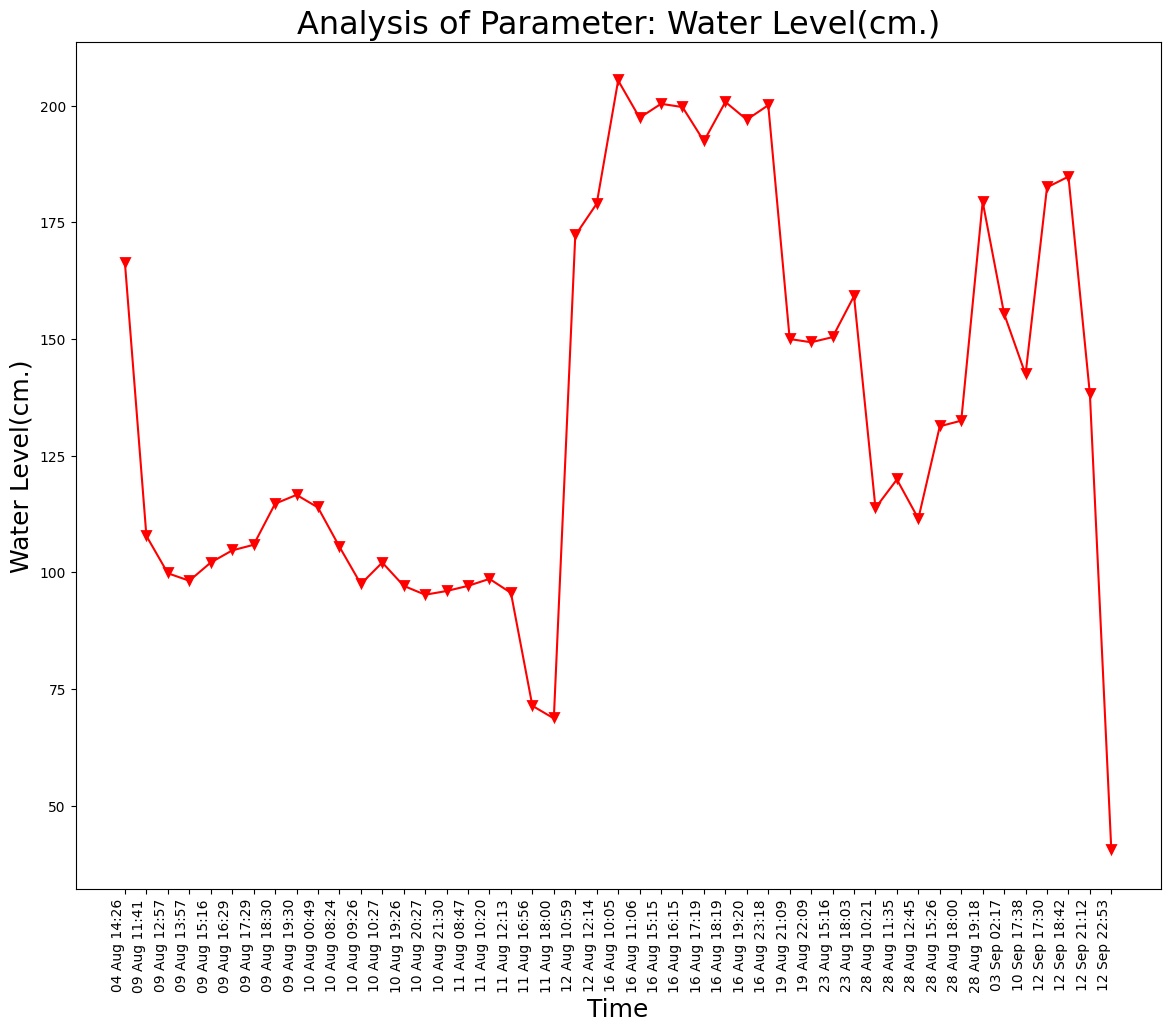 Analysis of Parameter: Water Level(cm.)
Water Level(cm.)
200
175
150
125
100
75
50
04 Aug 14:26
09 Aug 11:41
09 Aug 12:57
09 Aug 13:57
09 Aug 15:16
09 Aug 16:29
09 Aug 17:29
09 Aug 18:30
09 Aug 19:30
10 Aug 00:49
10 Aug 08:24
10 Aug 09:26
10 Aug 10:27
10 Aug 19:26
10 Aug 20:27
10 Aug 21:30
11 Aug 08:47
11 Aug 10:20
11 Aug 12:13
11 Aug 16:56
11 Aug 18:00
12 Aug 10:59
12 Aug 12:14
16 Aug 10:05
16 Aug 11:06
16 Aug 15:15
16 Aug 16:15
16 Aug 17:19
16 Aug 18:19
16 Aug 19:20
16 Aug 23:18
19 Aug 21:09
19 Aug 22:09
23 Aug 15:16
23 Aug 18:03
28 Aug 10:21
28 Aug 11:35
28 Aug 12:45
28 Aug 15:26
28 Aug 18:00
28 Aug 19:18
03 Sep 02:17
10 Sep 17:38
12 Sep 17:30
12 Sep 18:42
12 Sep 21:12
12 Sep 22:53
Time